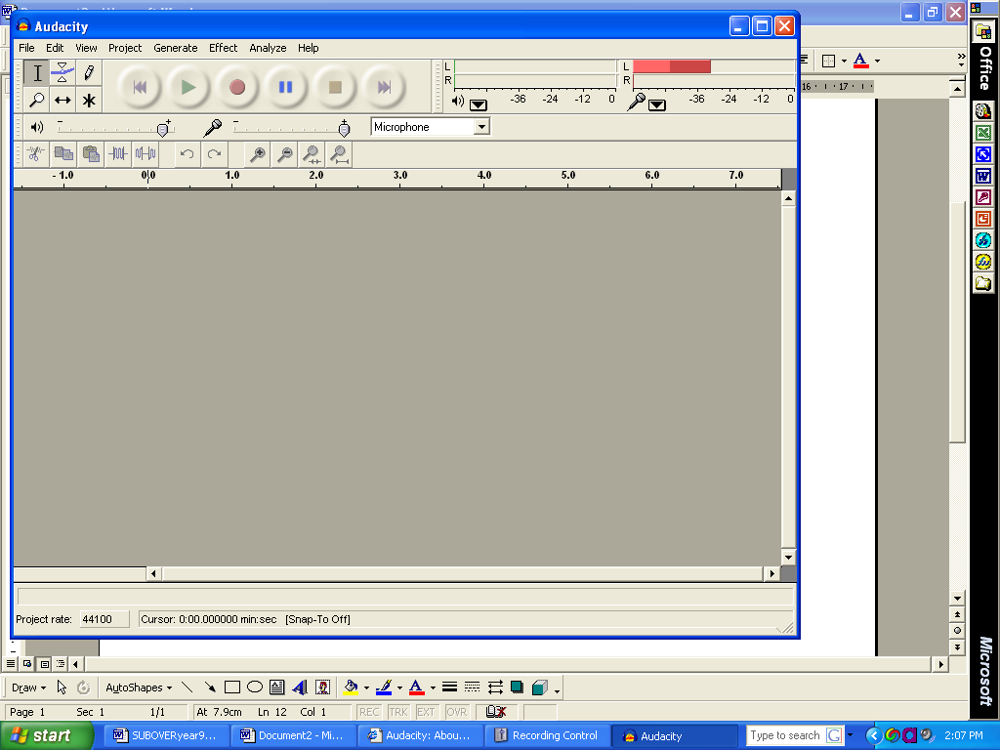 Audacity
File Edit View Project Generate Effect Analyze Help
L
R
-36 -24 -12 0
L
R
-36 -24 -12 0
Microphone
- 1.0 0.0 1.0 2.0 3.0 4.0 5.0 6.0 7.0
16 17
Project rate: 44100 Cursor: 0:00.000000 min:sec [Snap-To Off]
Office
Microsoft
Draw AutoShapes
Page 1 Sec 1 1/1 At 7.9cm Ln 12 Col 1 REC TRK EXT OVR
start SUBOVERyear9... Document2 - Mi... Audacity: Abou... Recording Control Audacity Type to search 2:07 PM